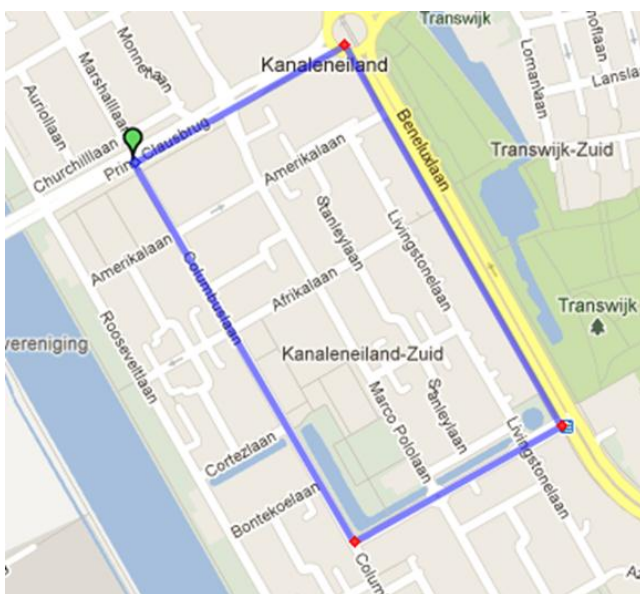 Transwijk
Monnetlaan
Marshalllaan
Auriollaan
Kanaleneiland
Lomanlaan
Churchilllaan
Prins Clausbrug
Beneluxlaan
Transwijk-Zuid
Amerikalaan
Stanleylaan
Livingstonelaan
Amerikalaan
Columbuslaan
Afrikalaan
Transwijk
Rooseveltlaan
vereniging
Kanaleneiland-Zuid
Marco Pololaan
Stanleylaan
Livingstonelaan
Cortezlaan
Bontekoelaan
Colum